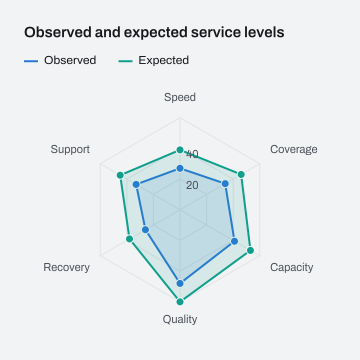 Observed and expected service levels
Observed Expected
Speed
Support Coverage
40
20
Recovery Capacity
Quality